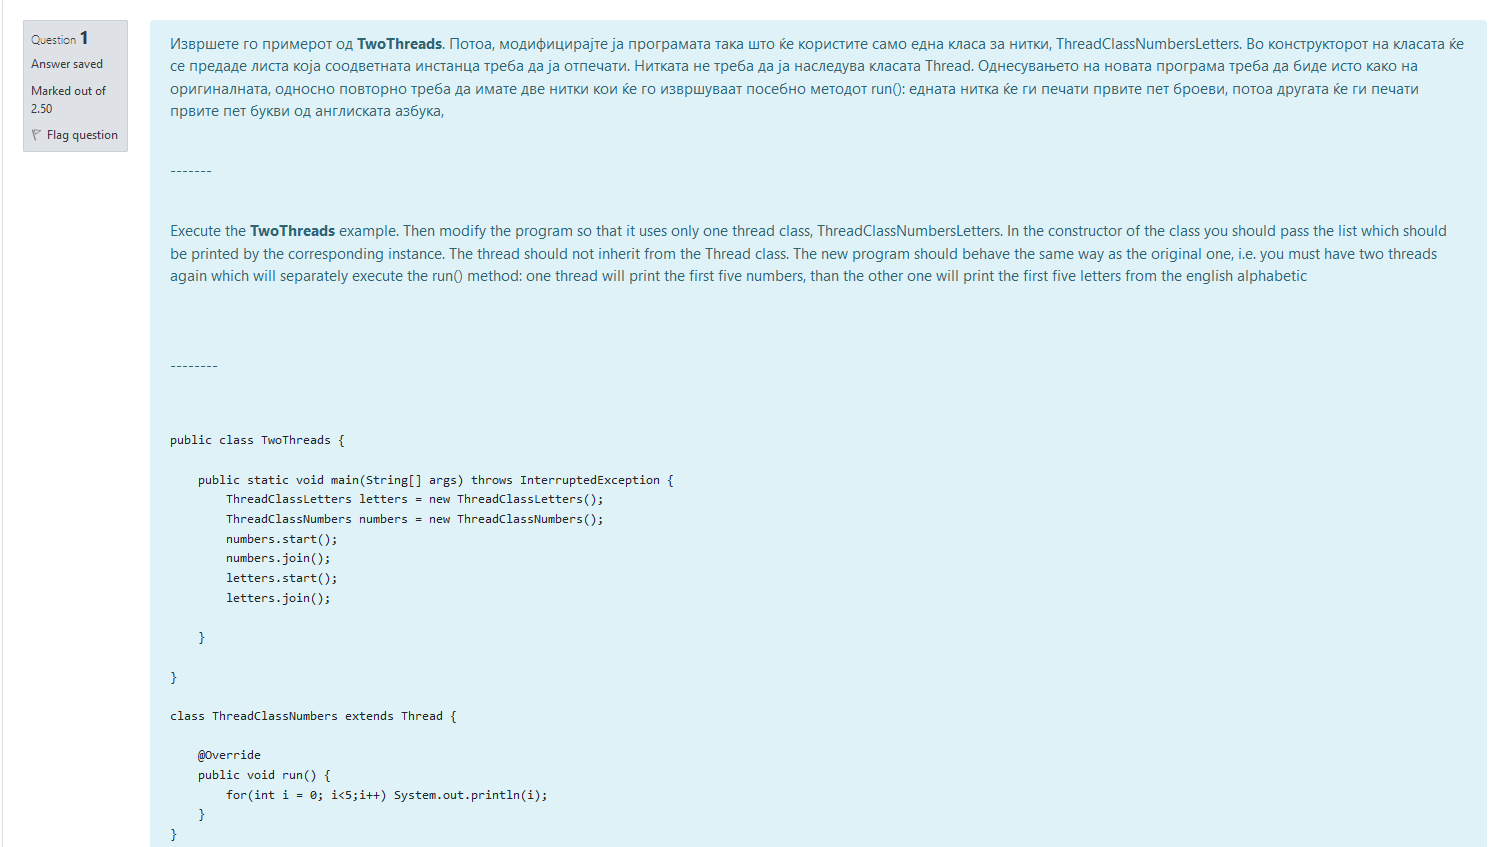 Question 1
Answer saved
Marked out of
2.50
Flag question
Извршете го примерот од TwoThreads. Потоа, модифицирајте ја програмата така што ќе користите само една класа за нитки, ThreadClassNumbersLetters. Во конструкторот на класата ќе
се предаде листа која соодветната инстанца треба да ја отпечати. Нитката не треба да ја наследува класата Thread. Однесувањето на новата програма треба да биде исто како на
оригиналната, односно повторно треба да имате две нитки кои ќе го извршуваат посебно методот run(): едната нитка ќе ги печати првите пет броеви, потоа другата ќе ги печати
првите пет букви од англиската азбука,
-------
Execute the TwoThreads example. Then modify the program so that it uses only one thread class, ThreadClassNumbersLetters. In the constructor of the class you should pass the list which should
be printed by the corresponding instance. The thread should not inherit from the Thread class. The new program should behave the same way as the original one, i.e. you must have two threads
again which will separately execute the run() method: one thread will print the first five numbers, than the other one will print the first five letters from the english alphabetic
--------
public class TwoThreads {
public static void main(String[] args) throws InterruptedException {
ThreadClassLetters letters = new ThreadClassLetters();
ThreadClassNumbers numbers = new ThreadClassNumbers();
numbers.start();
numbers.join();
letters.start();
letters.join();
}
}
class ThreadClassNumbers extends Thread {
@Override
public void run() {
for(int i = 0; i<5;i++) System.out.println(i);
}
}